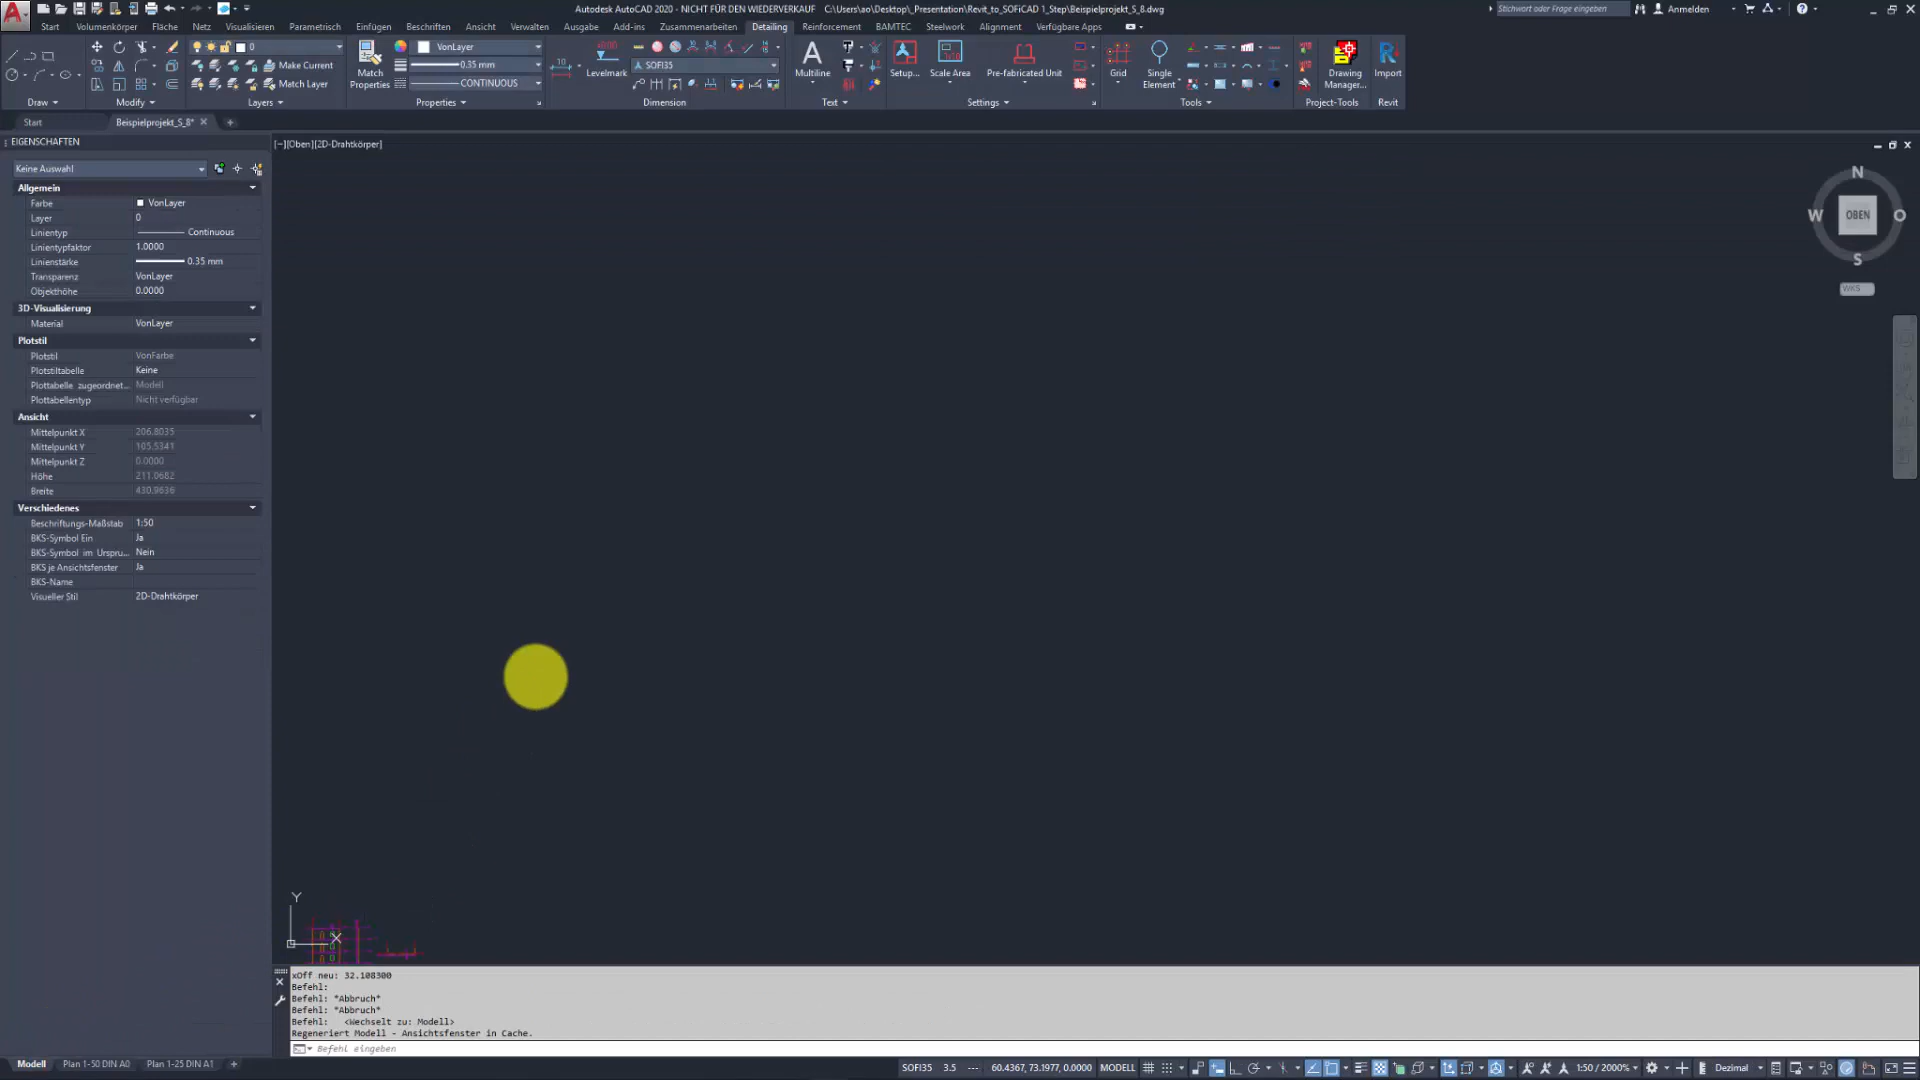 Autodesk AutoCAD 2020 - NICHT FÜR DEN WIEDERVERKAUF C:\Users\ao\Desktop\_Presentation\Revit_to_SOFiCAD 1_Step\Beispielprojekt_S_8.dwg
Stichwort oder Frage eingeben
Anmelden
Start Volumenkörper Fläche Netz Visualisieren Parametrisch Einfügen Beschriften Ansicht Verwalten Ausgabe Add-ins Zusammenarbeiten Detailing Reinforcement BAMTEC Steelwork Alignment Verfügbare Apps
0
Make Current
Match Layer
Match Properties
VonLayer
0.35 mm
CONTINUOUS
Levelmark
SOFI35
A
Multiline
Setup...
Scale Area
Pre-fabricated Unit
Grid
Single Element
Drawing Manager...
Import
Draw Modify Layers Properties Dimension Text Settings Tools Project-Tools Revit
Start Beispielprojekt_S_8*
EIGENSCHAFTEN
[−][Oben][2D-Drahtkörper]
Keine Auswahl
Allgemein
Farbe VonLayer
Layer 0
Linientyp Continuous
Linientypfaktor 1.0000
Linienstärke 0.35 mm
Transparenz VonLayer
Objekthöhe 0.0000
3D-Visualisierung
Material VonLayer
Plotstil
Plotstil VonFarbe
Plotstiltabelle Keine
Plottabelle zugeordnet... Modell
Plottabellentyp Nicht verfügbar
Ansicht
Mittelpunkt X 206.8035
Mittelpunkt Y 105.5341
Mittelpunkt Z 0.0000
Höhe 211.0682
Breite 430.9636
Verschiedenes
Beschriftungs-Maßstab 1:50
BKS-Symbol Ein Ja
BKS-Symbol im Urspru... Nein
BKS je Ansichtsfenster Ja
BKS-Name
Visueller Stil 2D-Drahtkörper
N
W OBEN O
S
WKS
Y
X
xOff neu: 32.108300
Befehl:
Befehl: *Abbruch*
Befehl: *Abbruch*
Befehl: <Wechselt zu: Modell>
Regeneriert Modell - Ansichtsfenster in Cache.
Befehl eingeben
Modell Plan 1-50 DIN A0 Plan 1-25 DIN A1 +
SOFI35 3.5 --- 60.4367, 73.1977, 0.0000 MODELL 1:50 / 2000% Dezimal